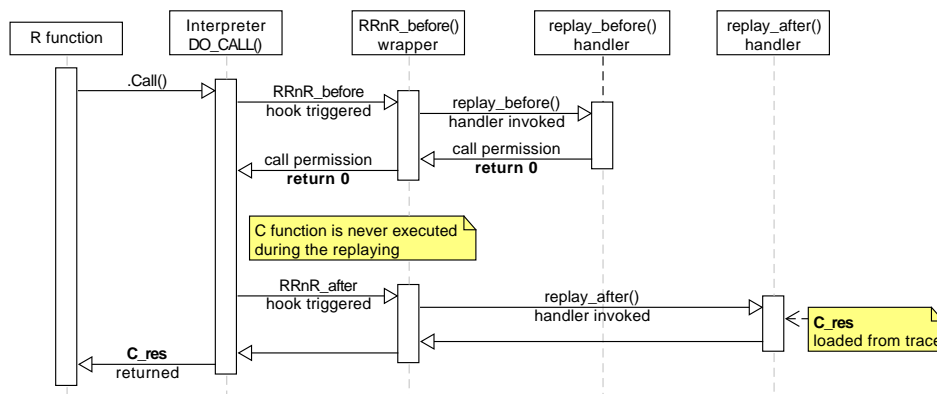 R function
Interpreter
DO_CALL()
RRnR_before()
wrapper
replay_before()
handler
replay_after()
handler
.Call()
RRnR_before
hook triggered
replay_before()
handler invoked
call permission
return 0
call permission
return 0
C function is never executed
during the replaying
RRnR_after
hook triggered
replay_after()
handler invoked
C_res
loaded from trace
C_res
returned